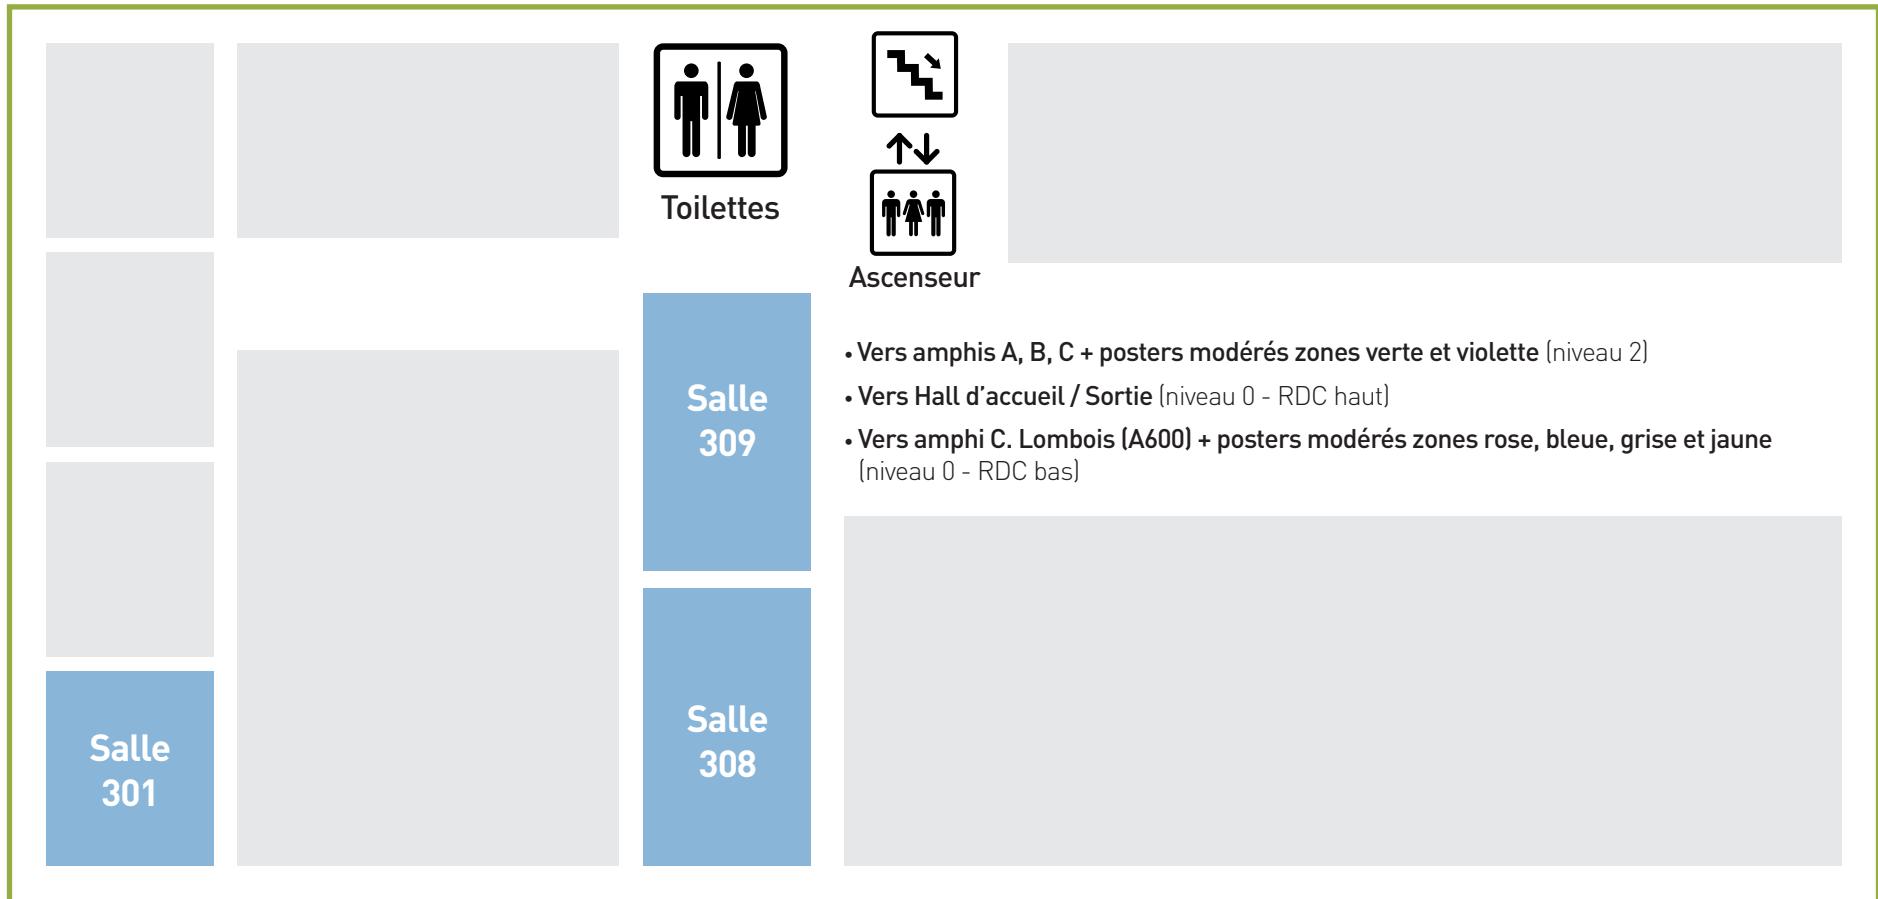 Toilettes
Ascenseur
• Vers amphis A, B, C + posters modérés zones verte et violette (niveau 2)
• Vers Hall d’accueil / Sortie (niveau 0 - RDC haut)
• Vers amphi C. Lombois (A600) + posters modérés zones rose, bleue, grise et jaune
(niveau 0 - RDC bas)
Salle
309
Salle
308
Salle
301